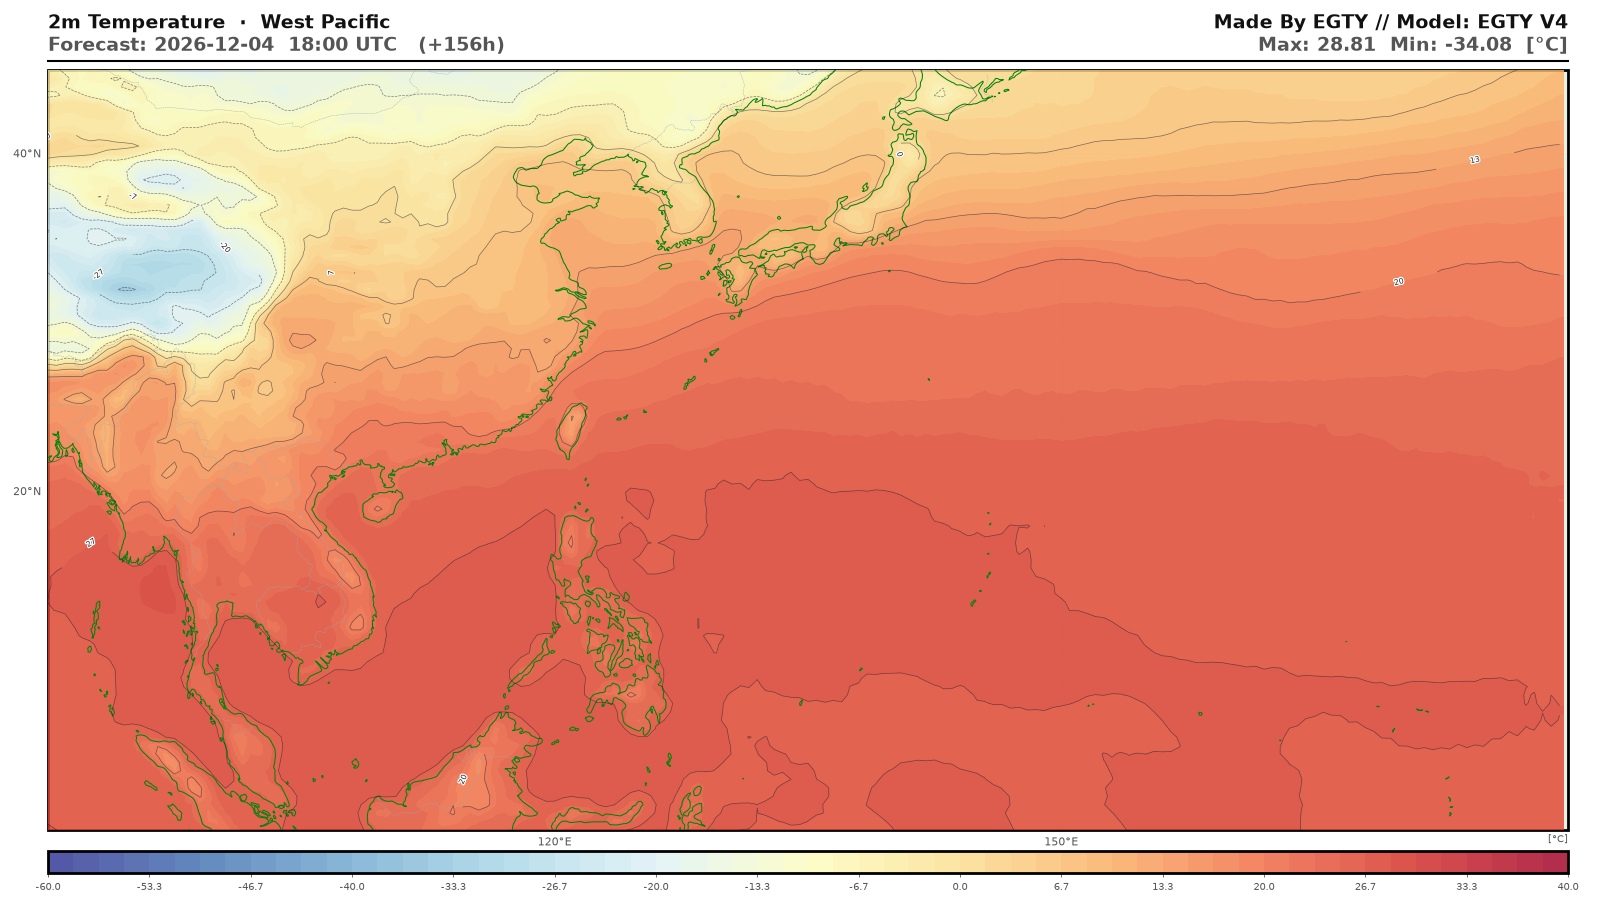 2m Temperature · West Pacific
Made By EGTY // Model: EGTY V4
Forecast: 2026-12-04 18:00 UTC (+156h)
Max: 28.81 Min: -34.08 [°C]
40°N
20°N
0
13
-7
-20
-27
7
20
27
20
120°E
150°E
[°C]
-60.0
-53.3
-46.7
-40.0
-33.3
-26.7
-20.0
-13.3
-6.7
0.0
6.7
13.3
20.0
26.7
33.3
40.0